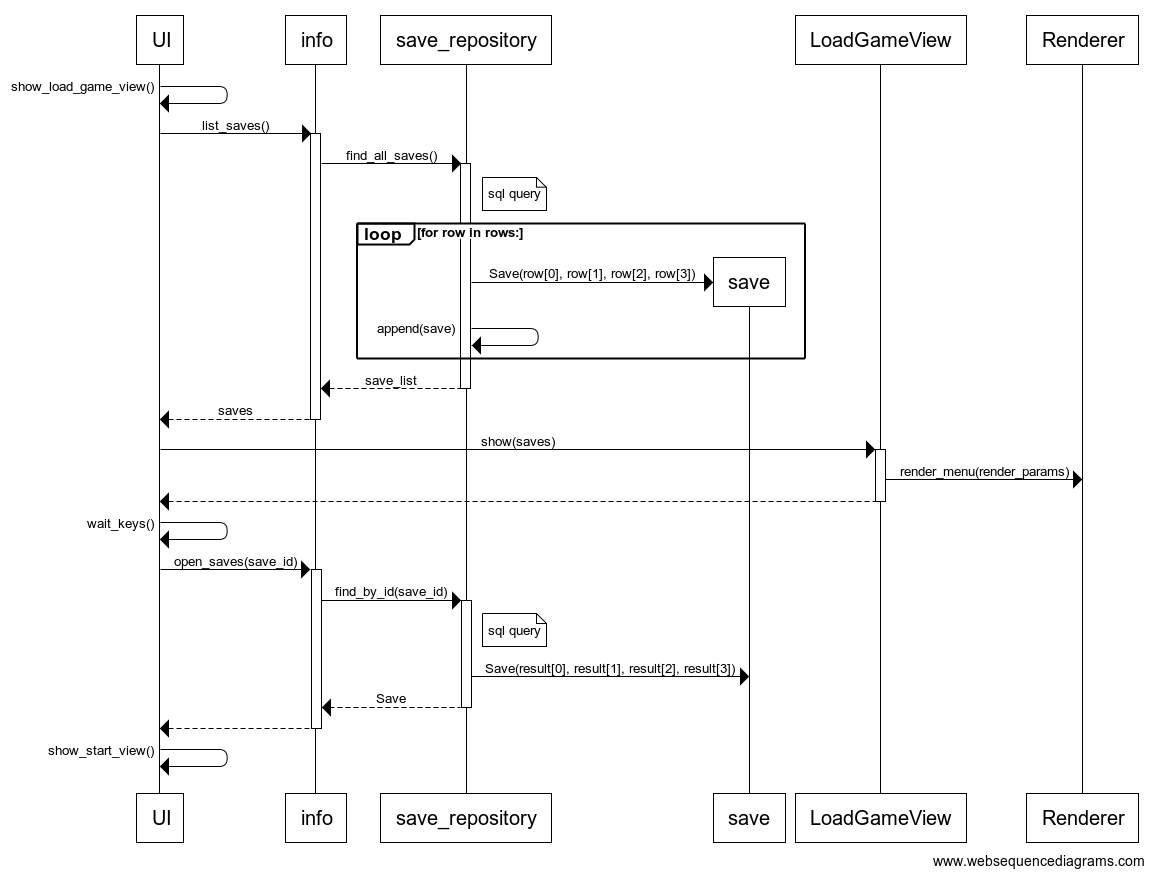 UI
info
save_repository
LoadGameView
Renderer
show_load_game_view()
list_saves()
find_all_saves()
sql query
loop [for row in rows:]
Save(row[0], row[1], row[2], row[3])
save
append(save)
save_list
saves
show(saves)
render_menu(render_params)
wait_keys()
open_saves(save_id)
find_by_id(save_id)
sql query
Save(result[0], result[1], result[2], result[3])
Save
show_start_view()
UI
info
save_repository
save
LoadGameView
Renderer
www.websequencediagrams.com